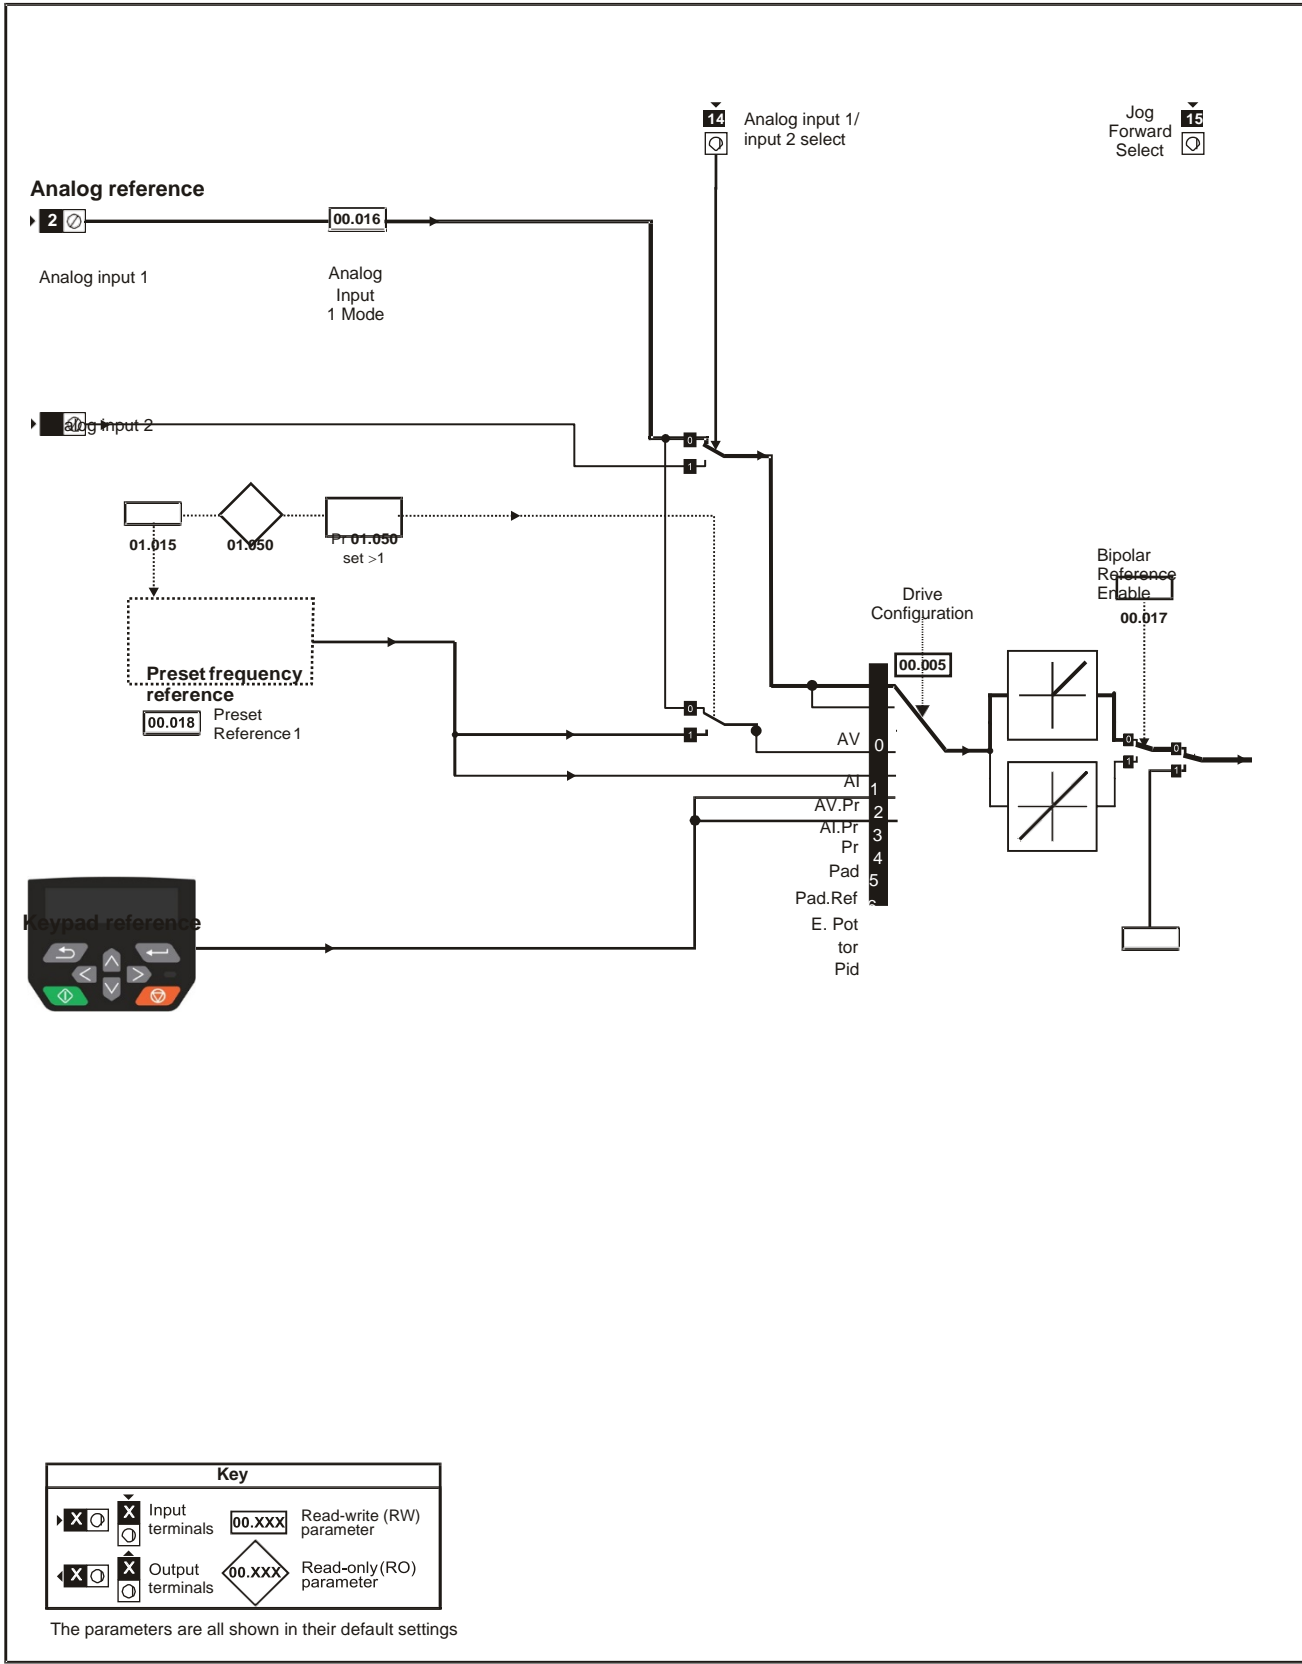 14
Analog input 1/
input 2 select
Jog
Forward
Select
15
Analog reference
2
00.016
Analog input 1
Analog
Input
1 Mode
alog input 2
0
1
01.015
01.050
Pr 01.050
set >1
Preset frequency
reference
00.018
Preset
Reference 1
0
1
Drive
Configuration
00.005
Bipolar
Reference
Enable
00.017
0
1
0
1
AV
AI
AV.Pr
AI.Pr
Pr
Pad
Pad.Ref
E. Pot
tor
Pid
0
1
2
3
4
5
6
Keypad reference
Key
X
X
Input
terminals
00.XXX
Read-write (RW)
parameter
X
X
Output
terminals
00.XXX
Read-only (RO)
parameter
The parameters are all shown in their default settings